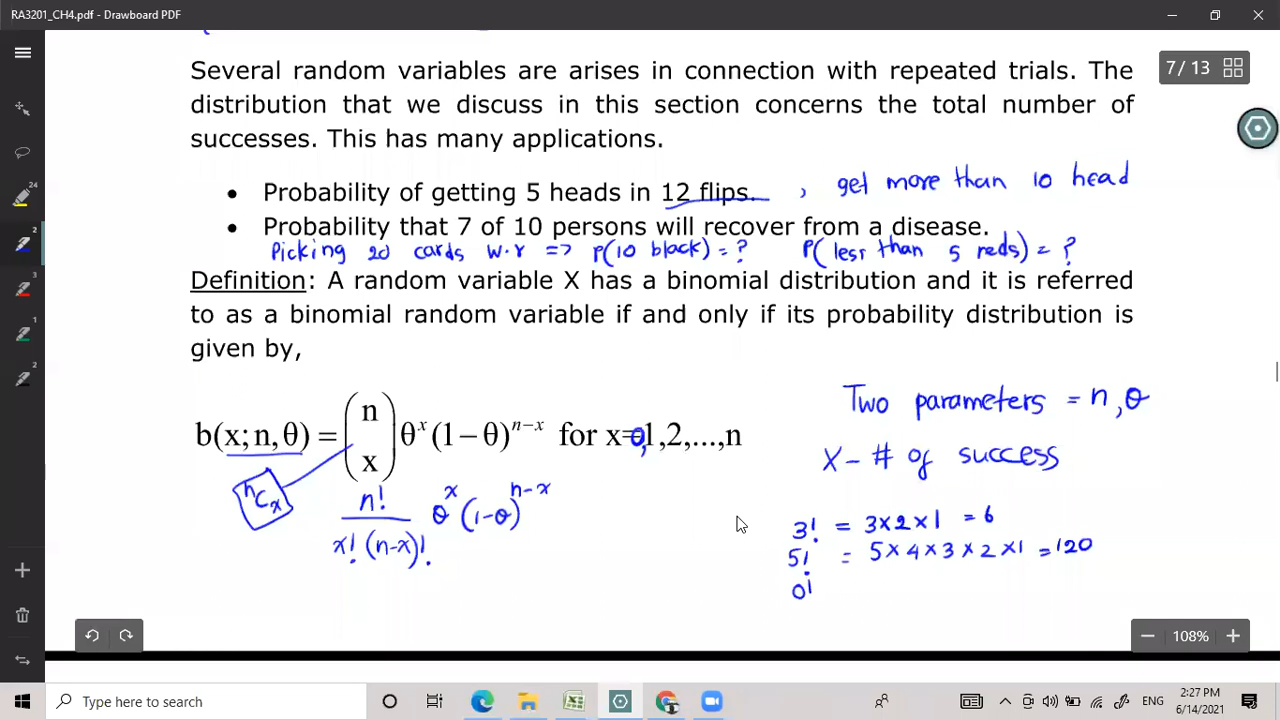 RA3201_CH4.pdf - Drawboard PDF
7 / 13
Several random variables are arises in connection with repeated trials. The
distribution that we discuss in this section concerns the total number of
successes. This has many applications.
• Probability of getting 5 heads in 12 flips. , get more than 10 head
• Probability that 7 of 10 persons will recover from a disease.
Picking 20 cards w.r => P(10 black) = ? P(less than 5 reds) = ?
Definition: A random variable X has a binomial distribution and it is referred
to as a binomial random variable if and only if its probability distribution is
given by,
Two parameters = n, θ
b(x; n, θ) = (n x) θ^x (1 − θ)^{n−x} for x=0,1,2,...,n
X - # of success
nCx
n! / x! (n-x)! θ^x (1-θ)^{n-x}
3! = 3×2×1 = 6
5! = 5×4×3×2×1 = 120
0!
24
2
2
1
2
108%
Type here to search
ENG
2:27 PM
6/14/2021